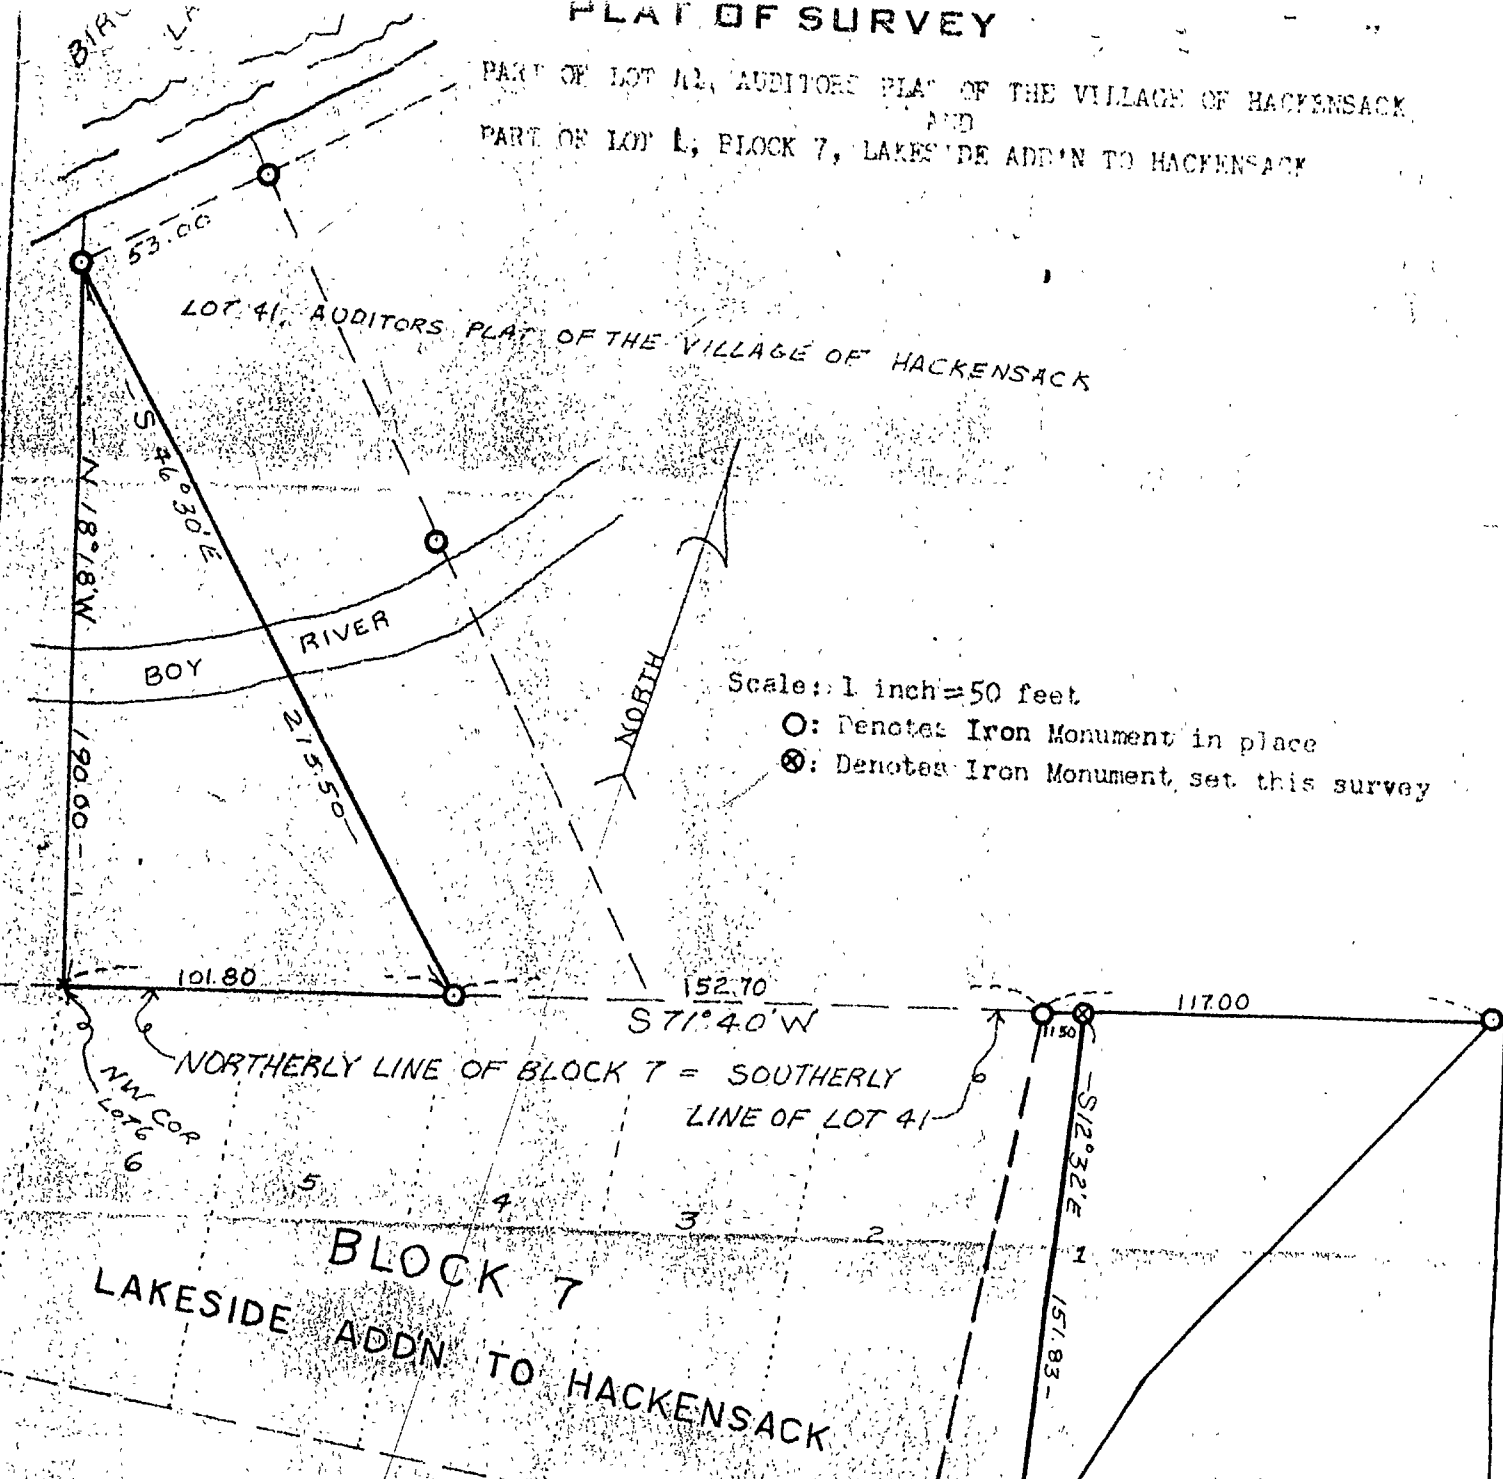 PLAT OF SURVEY
PART OF LOT 41, AUDITORS PLAT OF THE VILLAGE OF HACKENSACK
AND
PART OF LOT 1, BLOCK 7, LAKESIDE ADD'N TO HACKENSACK
53.00
LOT 41, AUDITORS PLAT OF THE VILLAGE OF HACKENSACK
-S 46°30'E
215.50-
-N 18°18'W
190.00-
BOY RIVER
NORTH
Scale: 1 inch=50 feet
O: Denotes Iron Monument in place
⊗: Denotes Iron Monument set this survey
101.80
152.70
S 71°40'W
11.50
117.00
NORTHERLY LINE OF BLOCK 7 = SOUTHERLY
LINE OF LOT 41
NW COR
LOT 6
6
5
4
3
2
1
-S12°32'E
151.83-
BLOCK 7
LAKESIDE ADD'N TO HACKENSACK